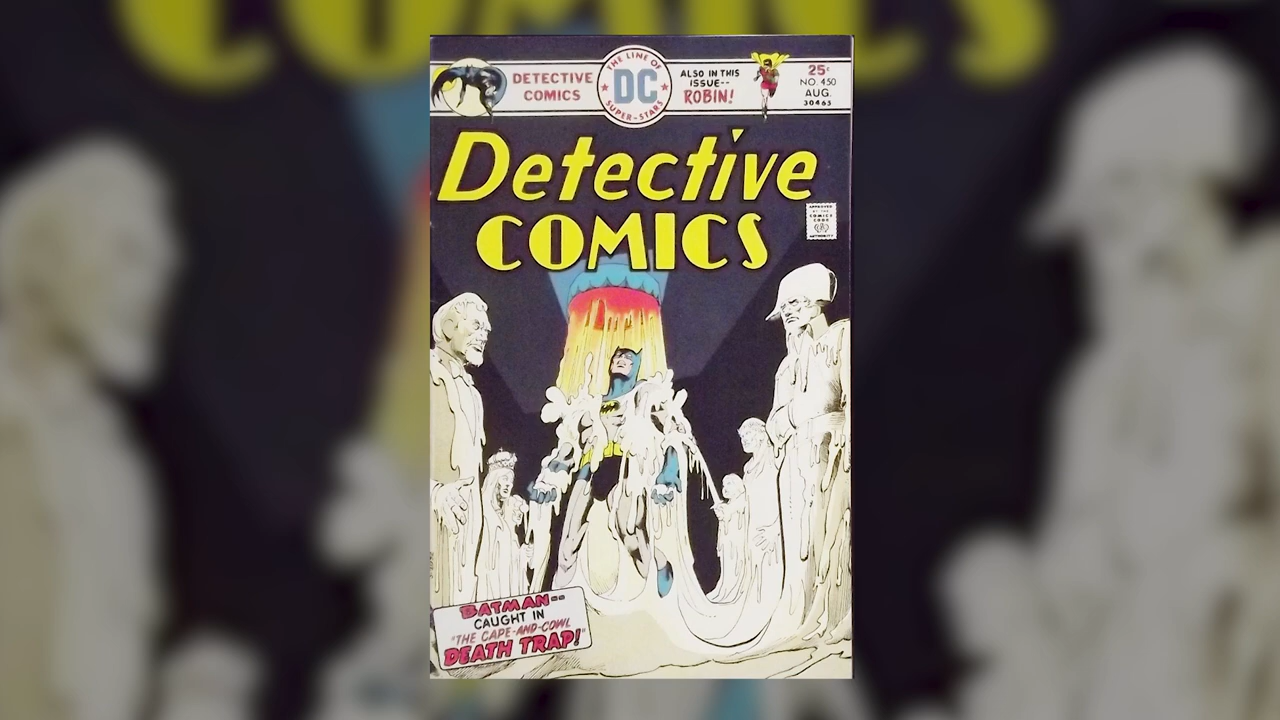 DETECTIVE
COMICS
THE LINE OF
DC
SUPER-STARS
ALSO IN THIS
ISSUE--
ROBIN!
25¢
NO. 450
AUG.
30465
Detective
COMICS
APPROVED
BY THE
COMICS
CODE
AUTHORITY
BATMAN--
CAUGHT IN
"THE CAPE-AND-COWL
DEATH TRAP!"